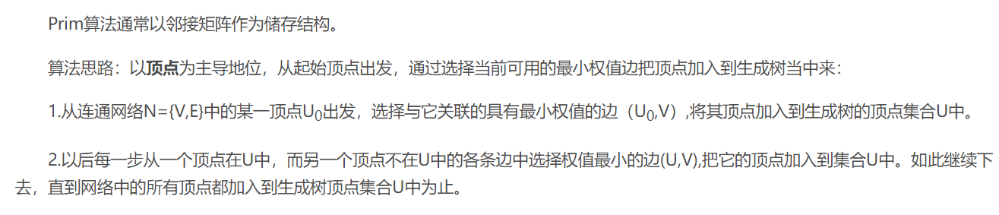 Prim算法通常以邻接矩阵作为储存结构。
算法思路：以顶点为主导地位，从起始顶点出发，通过选择当前可用的最小权值边把顶点加入到生成树当中来：
1.从连通网络N={V,E}中的某一顶点U0出发，选择与它关联的具有最小权值的边（U0,V）,将其顶点加入到生成树的顶点集合U中。
2.以后每一步从一个顶点在U中，而另一个顶点不在U中的各条边中选择权值最小的边(U,V),把它的顶点加入到集合U中。如此继续下
去，直到网络中的所有顶点都加入到生成树顶点集合U中为止。